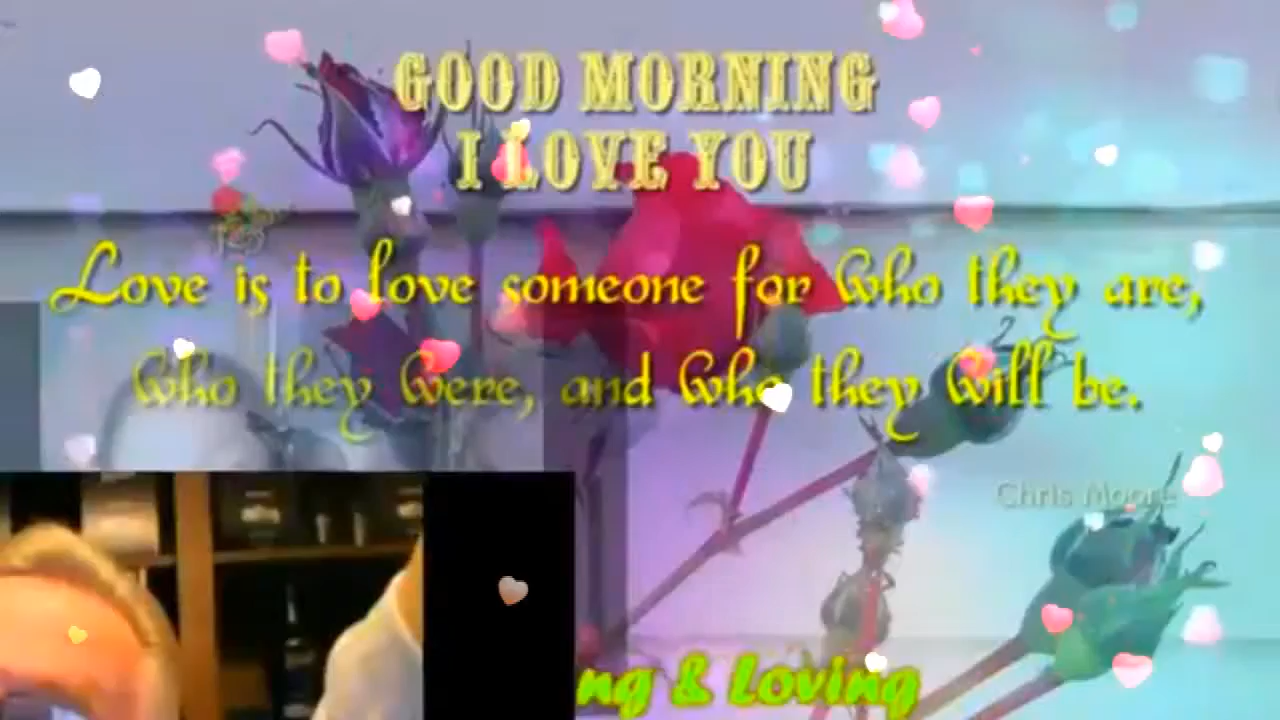 GOOD MORNING
I LOVE YOU
Love is to love someone for who they are,
who they were, and who they will be.
Chris Moore
ng & Loving